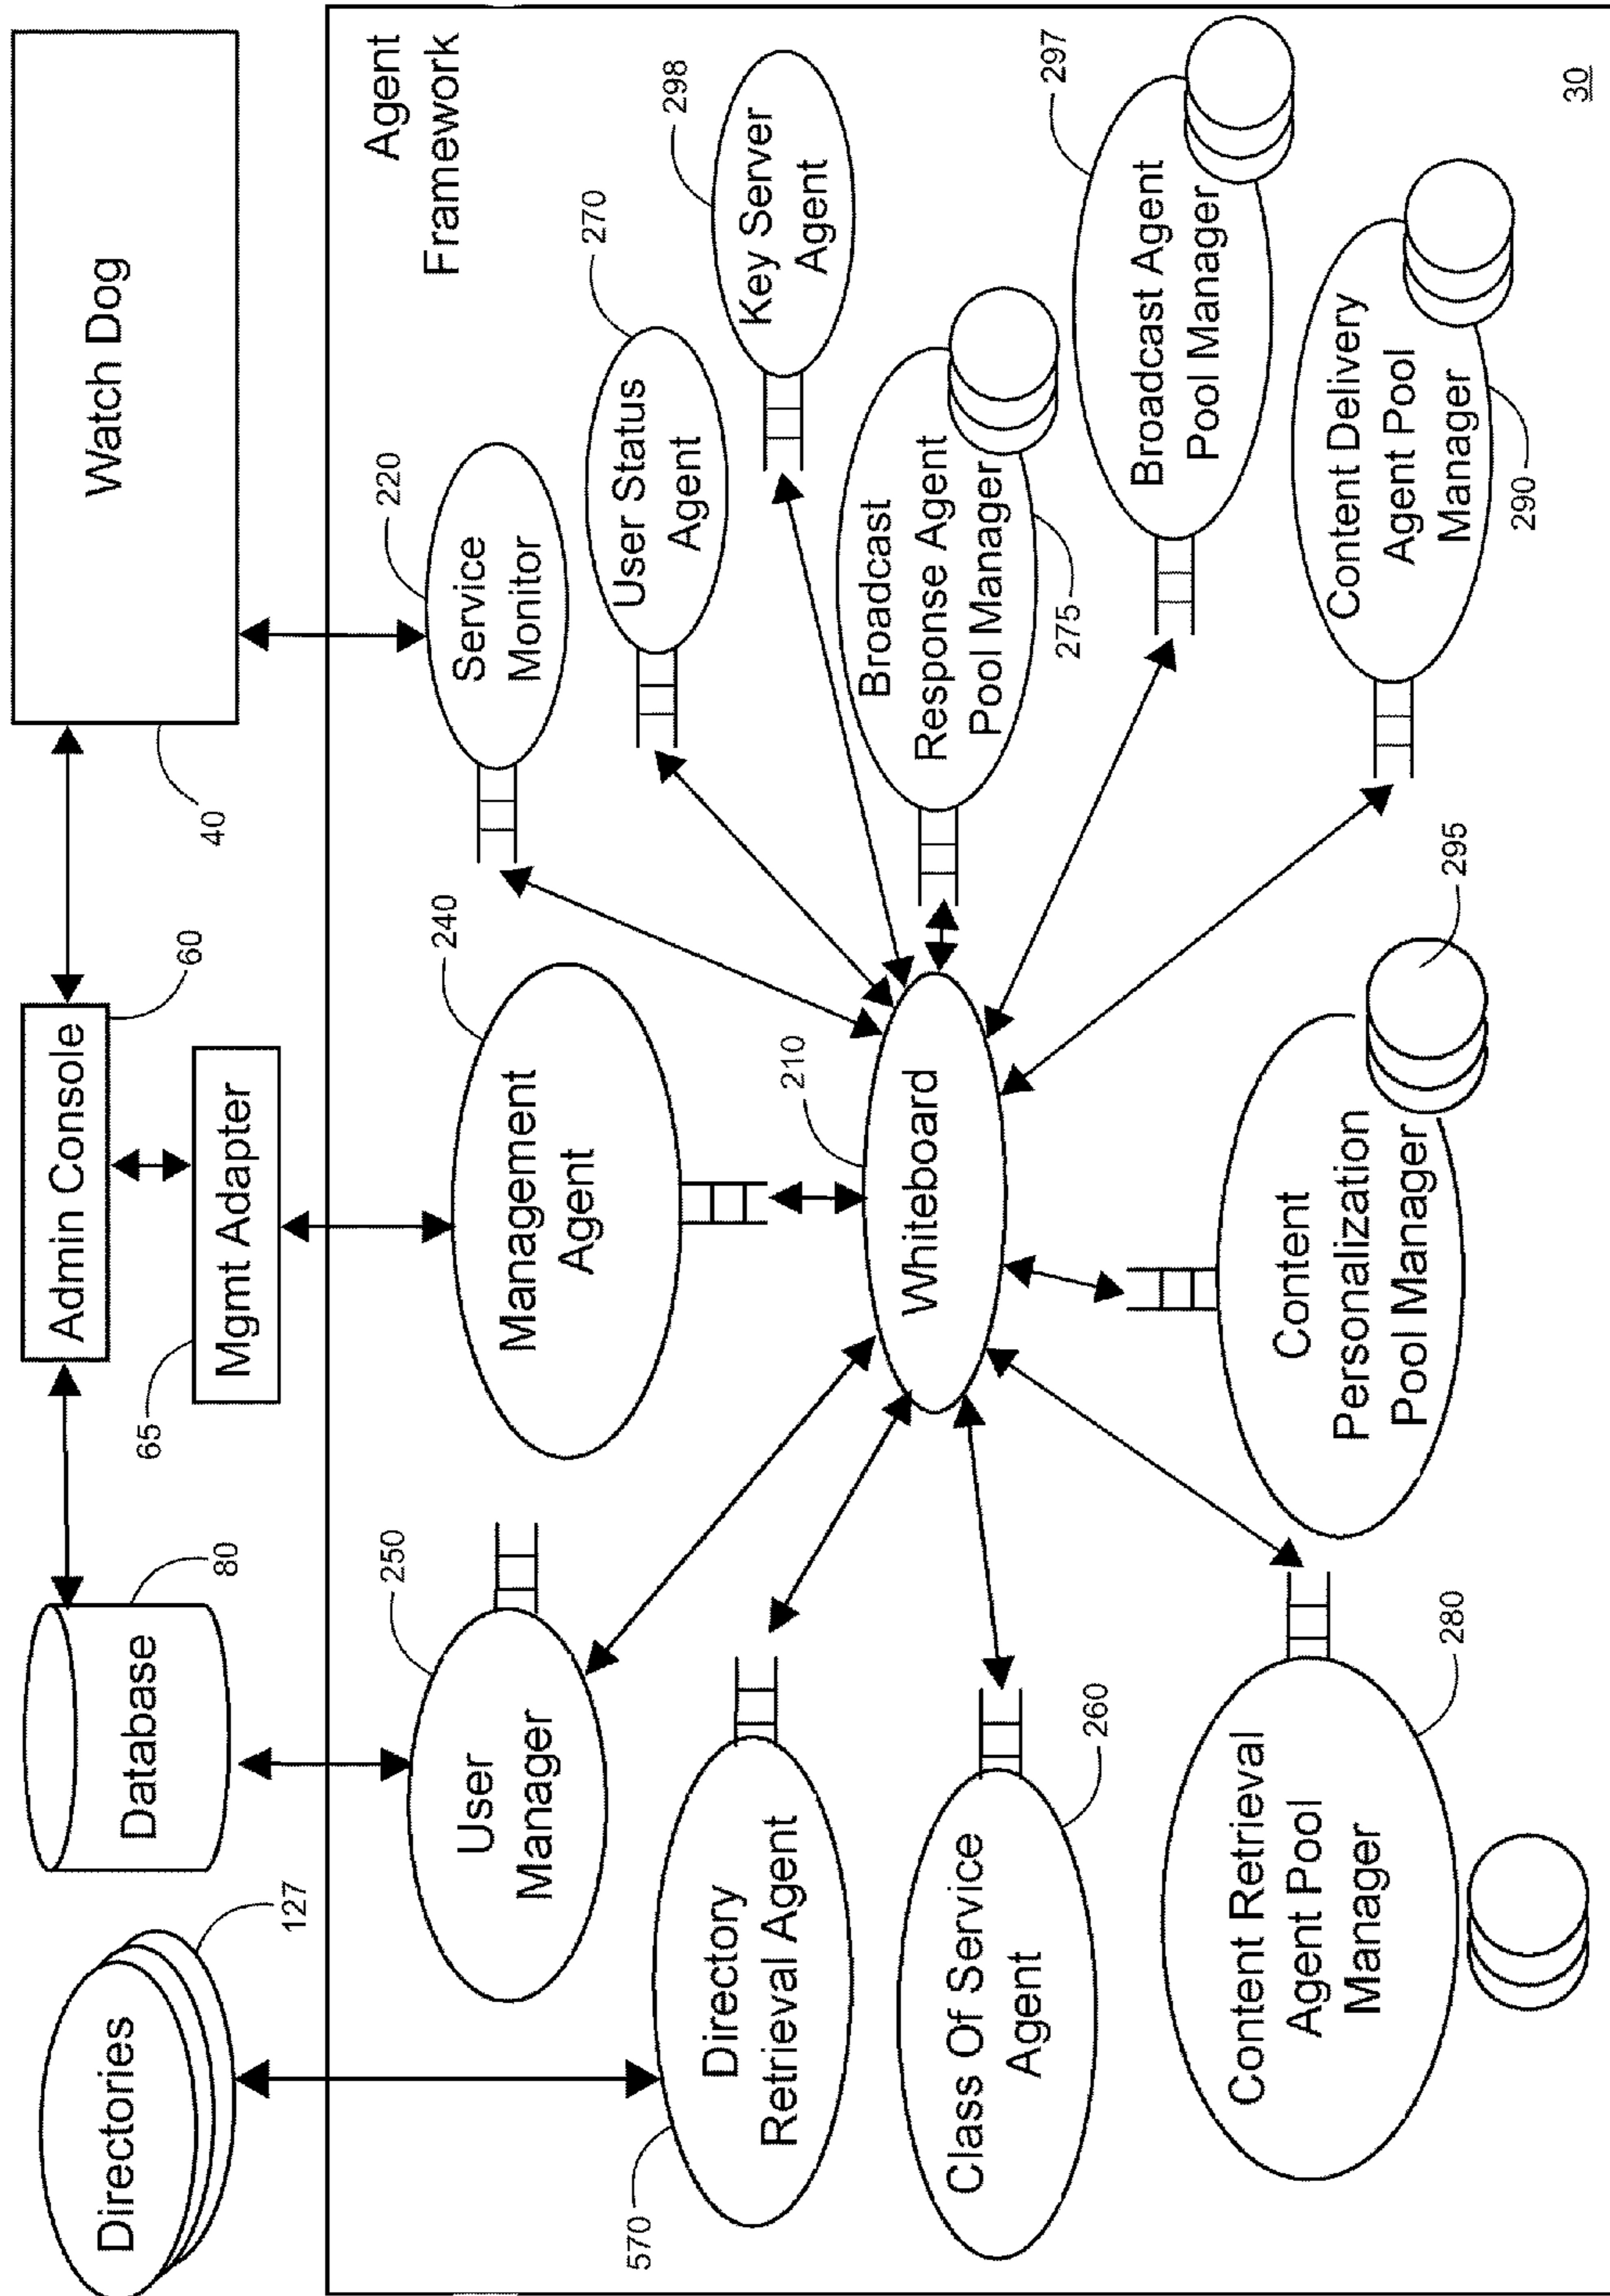 Directories
127
Database
80
Admin Console
60
Mgmt Adapter
65
Watch Dog
40
Agent
Framework
User
Manager
250
Management
Agent
240
Service
Monitor
220
User Status
Agent
270
Key Server
Agent
298
Directory
Retrieval Agent
570
Whiteboard
210
Broadcast
Response Agent
Pool Manager
275
Class Of Service
Agent
260
Broadcast Agent
Pool Manager
297
Content Retrieval
Agent Pool
Manager
280
Content
Personalization
Pool Manager
295
Content Delivery
Agent Pool
Manager
290
30